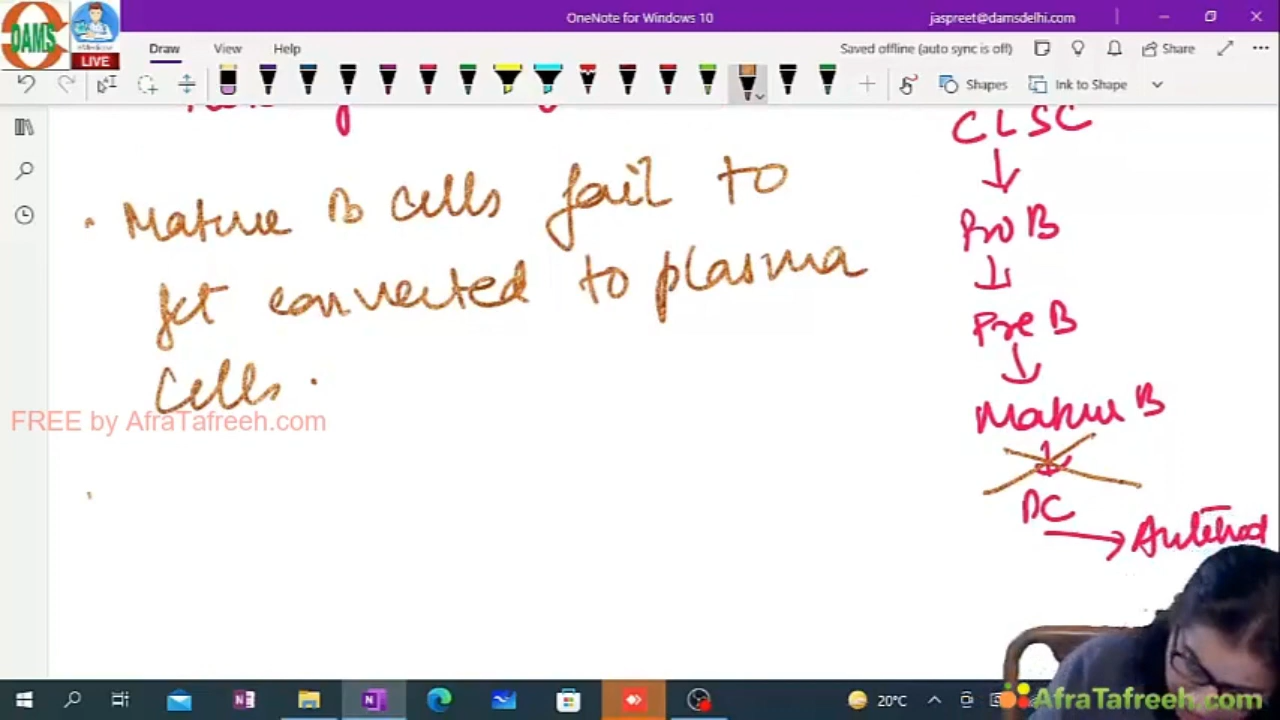 DAMS
eMedicoz
LIVE
OneNote for Windows 10
jaspreet@damsdelhi.com
Draw
View
Help
Saved offline (auto sync is off)
Share
Shapes
Ink to Shape
CLSC
Pro B
Pre B
Mature B
PC
Antibod
• Mature B cells fail to
get converted to plasma
cells.
FREE by AfraTafreeh.com
20°C
AfraTafreeh.com